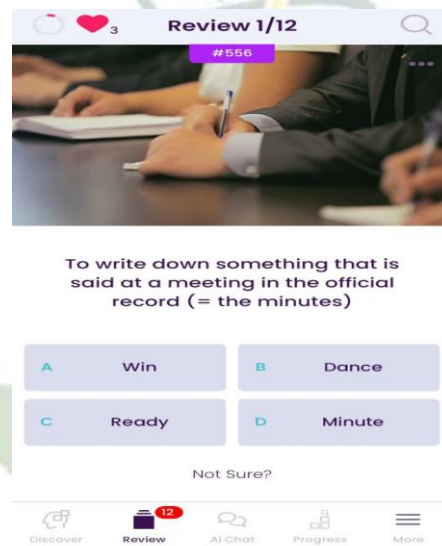 3
Review 1/12
#556
To write down something that is
said at a meeting in the official
record (= the minutes)
A Win
B Dance
C Ready
D Minute
Not Sure?
12
Discover Review AI Chat Progress More